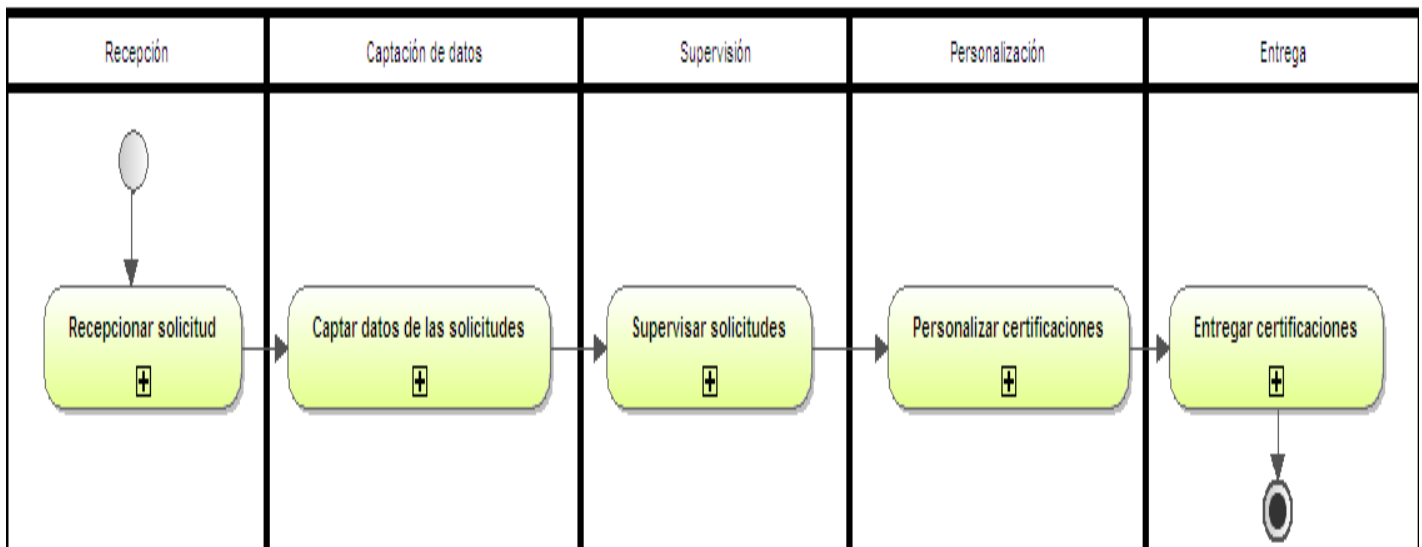 Recepción
Captación de datos
Supervisión
Personalización
Entrega
Recepcionar solicitud
Captar datos de las solicitudes
Supervisar solicitudes
Personalizar certificaciones
Entregar certificaciones